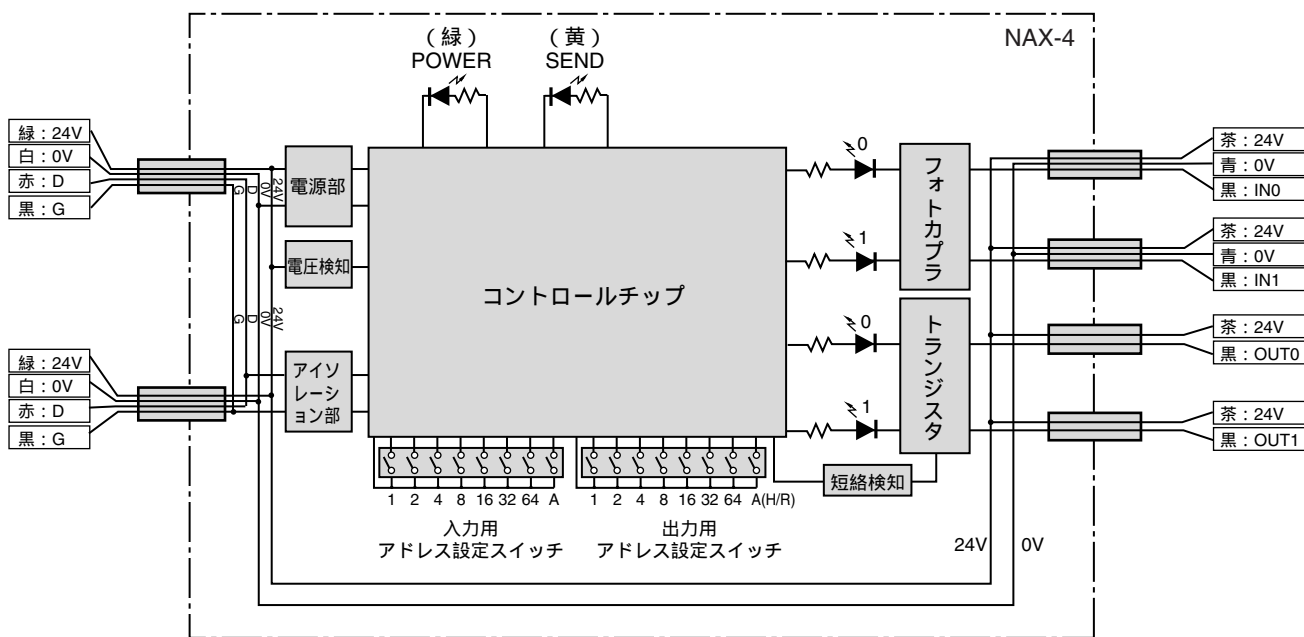 NAX-4
（緑）
POWER
（黄）
SEND
緑：24V
白：0V
赤：D
黒：G
24V
0V
D
G
電源部
電圧検知
24V
0V
D
G
緑：24V
白：0V
赤：D
黒：G
アイソ
レーシ
ョン部
コントロールチップ
0
1
フォトカプラ
0
1
トランジスタ
短絡検知
茶：24V
青：0V
黒：IN0
茶：24V
青：0V
黒：IN1
茶：24V
黒：OUT0
茶：24V
黒：OUT1
1 2 4 8 16 32 64 A
入力用
アドレス設定スイッチ
1 2 4 8 16 32 64 A(H/R)
出力用
アドレス設定スイッチ
24V
0V